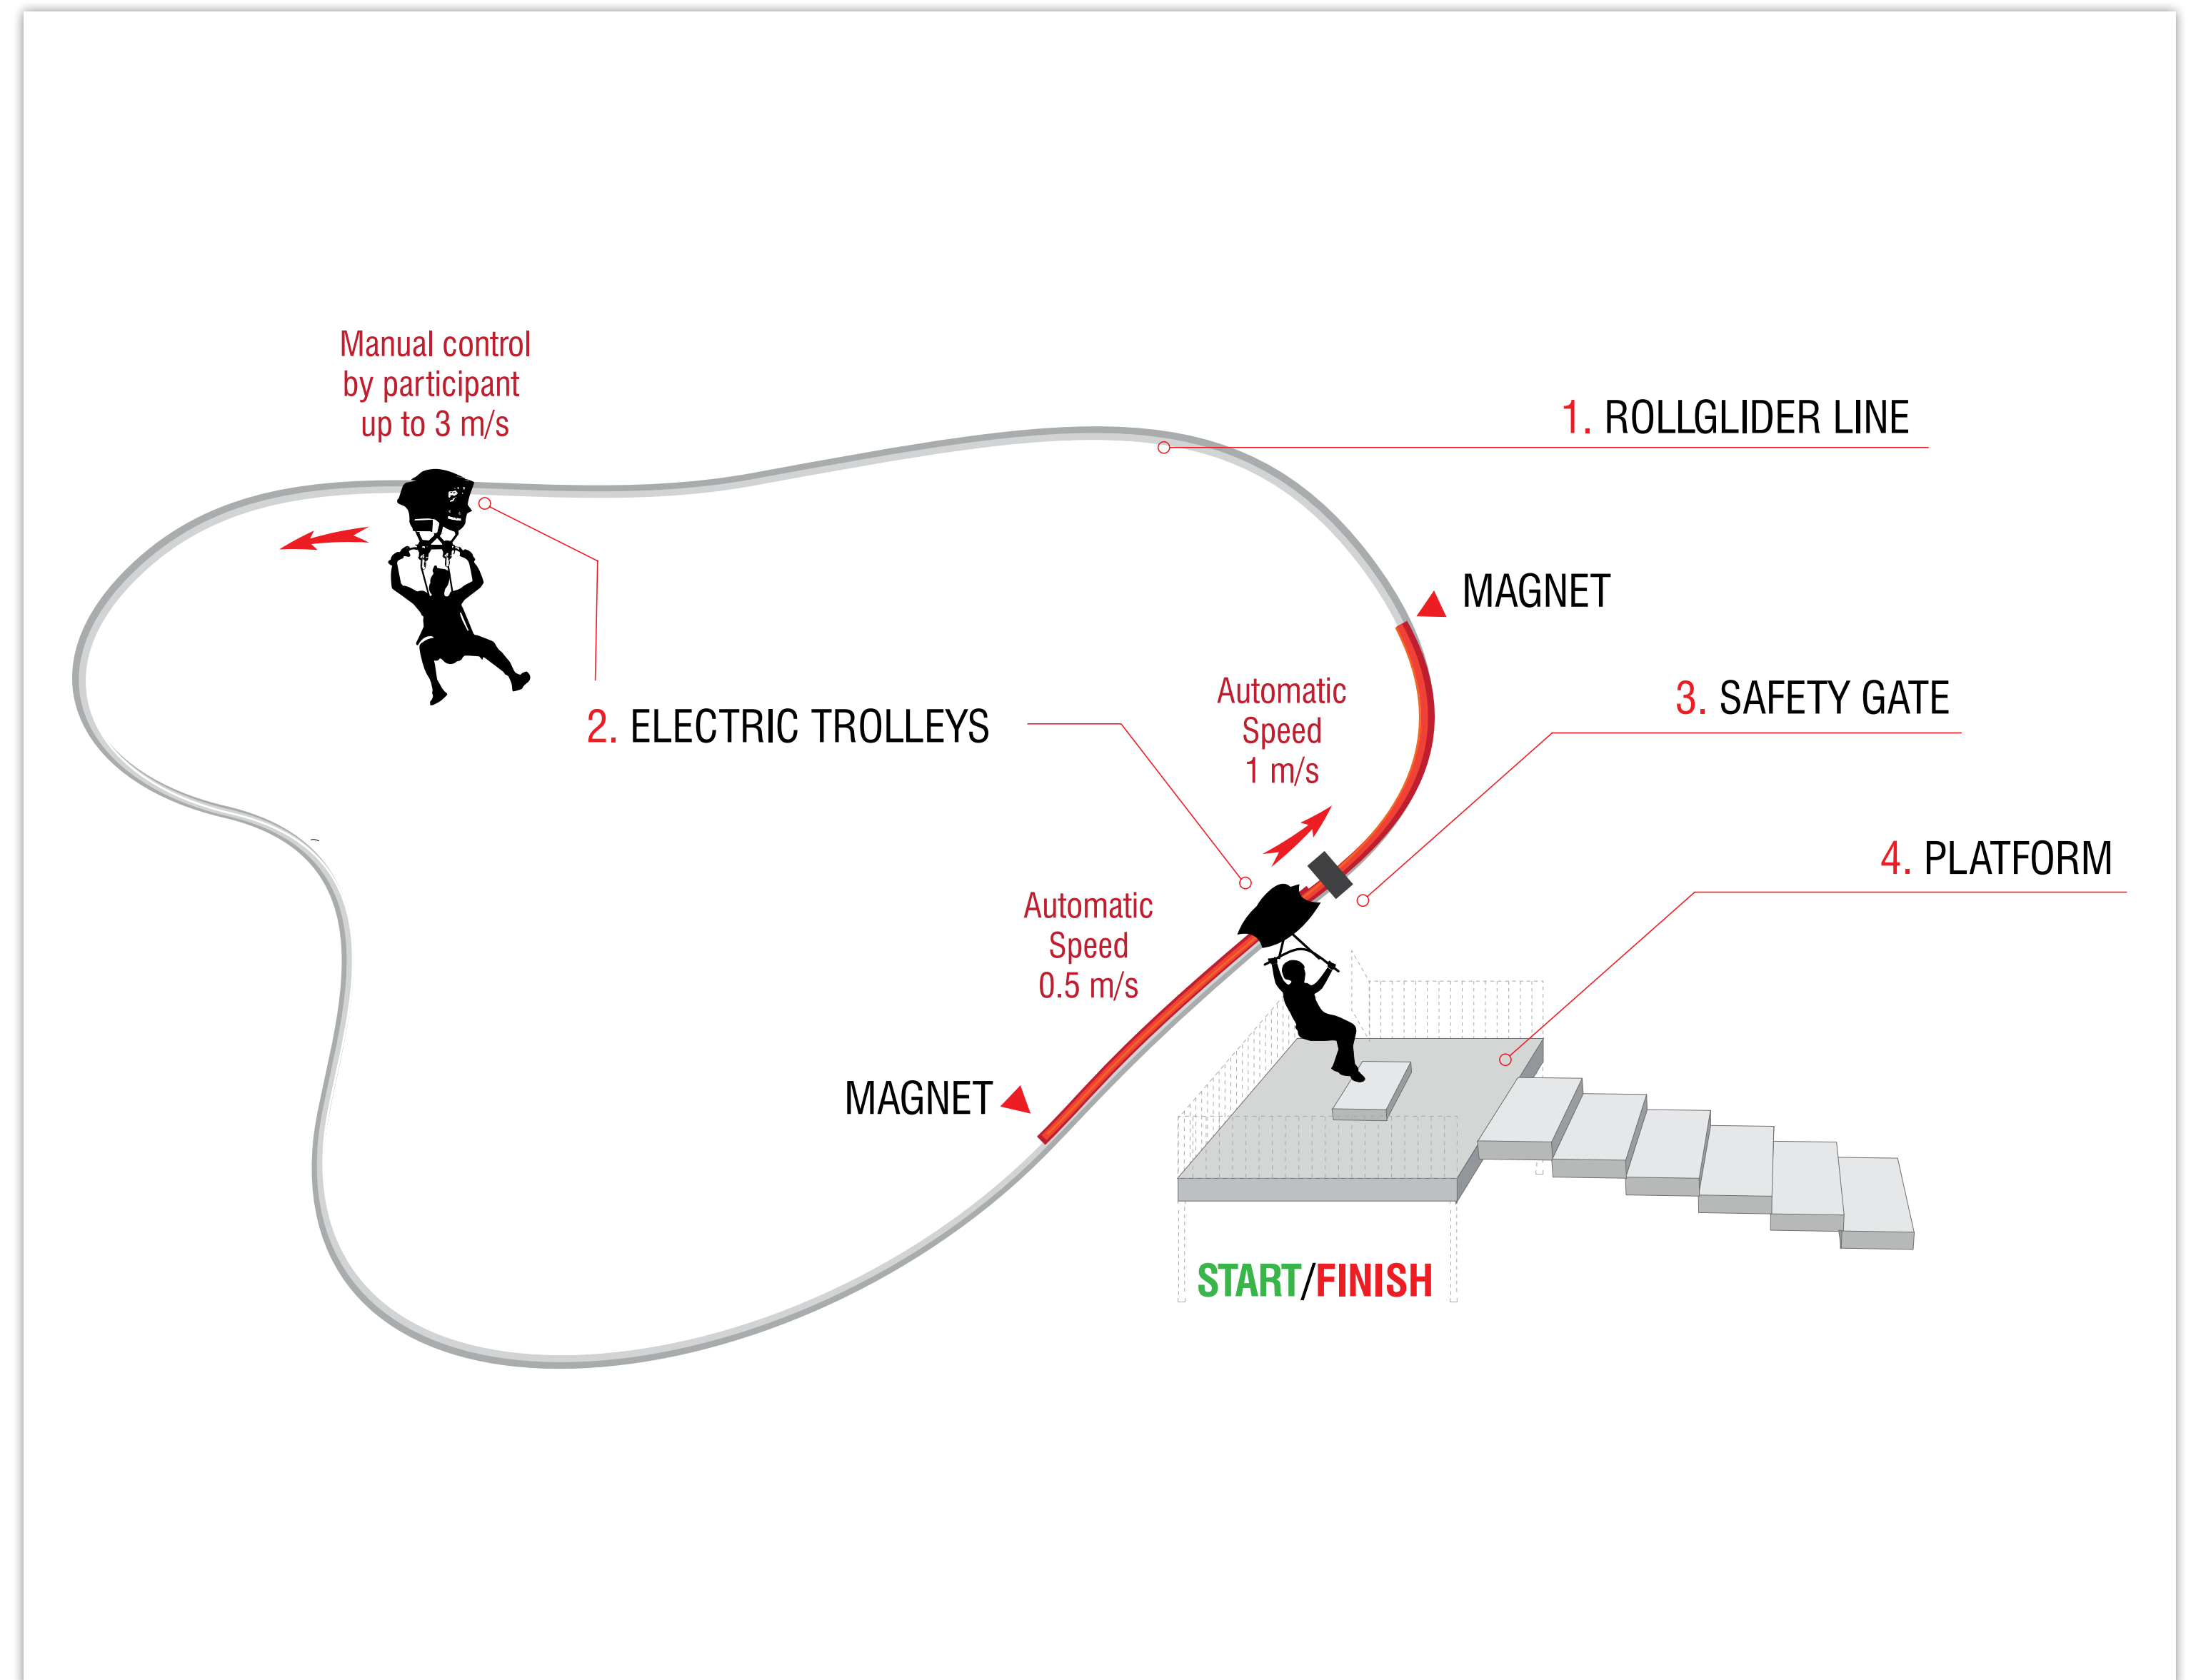 Manual control
by participant
up to 3 m/s
1. ROLLGLIDER LINE
MAGNET
Automatic
Speed
1 m/s
3. SAFETY GATE
2. ELECTRIC TROLLEYS
4. PLATFORM
Automatic
Speed
0.5 m/s
MAGNET
START/FINISH